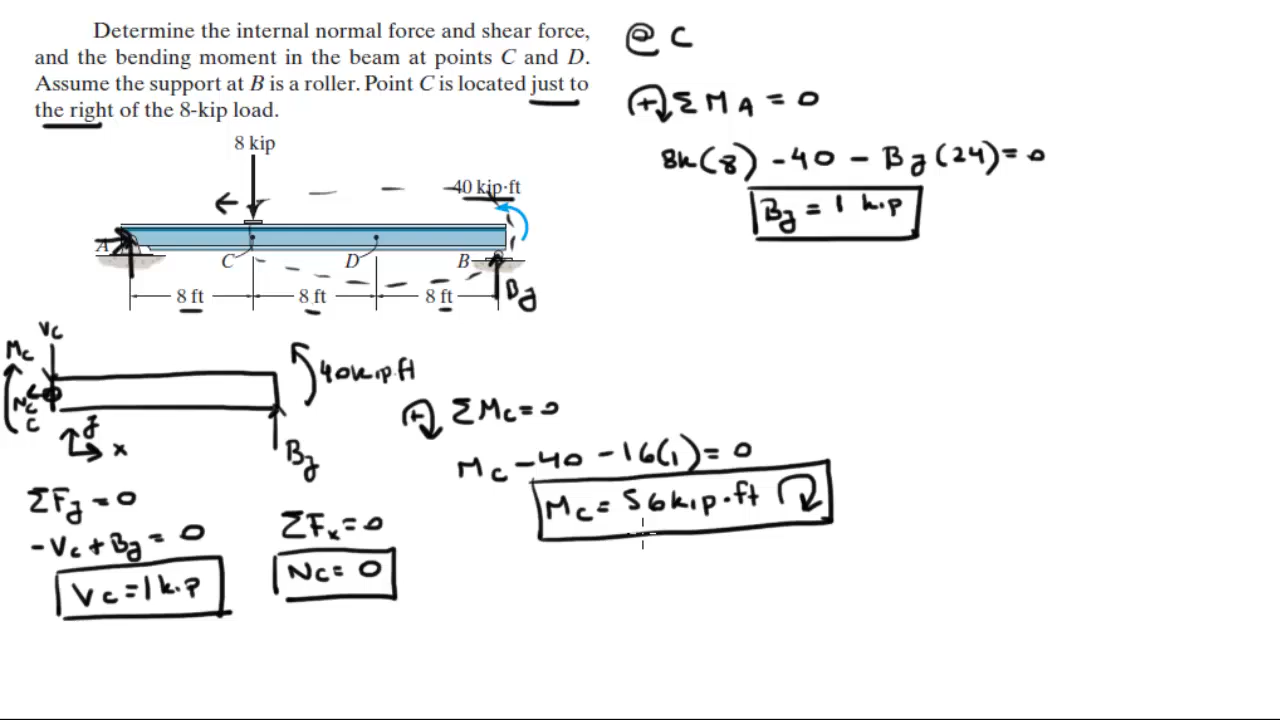 Determine the internal normal force and shear force,
and the bending moment in the beam at points C and D.
Assume the support at B is a roller. Point C is located just to
the right of the 8-kip load.
@ C
+ ΣMA = 0
8k(8) - 40 - By(24) = 0
By = 1 kip
8 kip
40 kip·ft
A
C
D
B
By
8 ft
8 ft
8 ft
Vc
Mc
Nc
C
40kip.ft
y
x
By
ΣFy = 0
-Vc + By = 0
Vc = 1 kip
ΣFx = 0
Nc = 0
+ ΣMc = 0
Mc - 40 - 16(1) = 0
Mc = 56 kip.ft